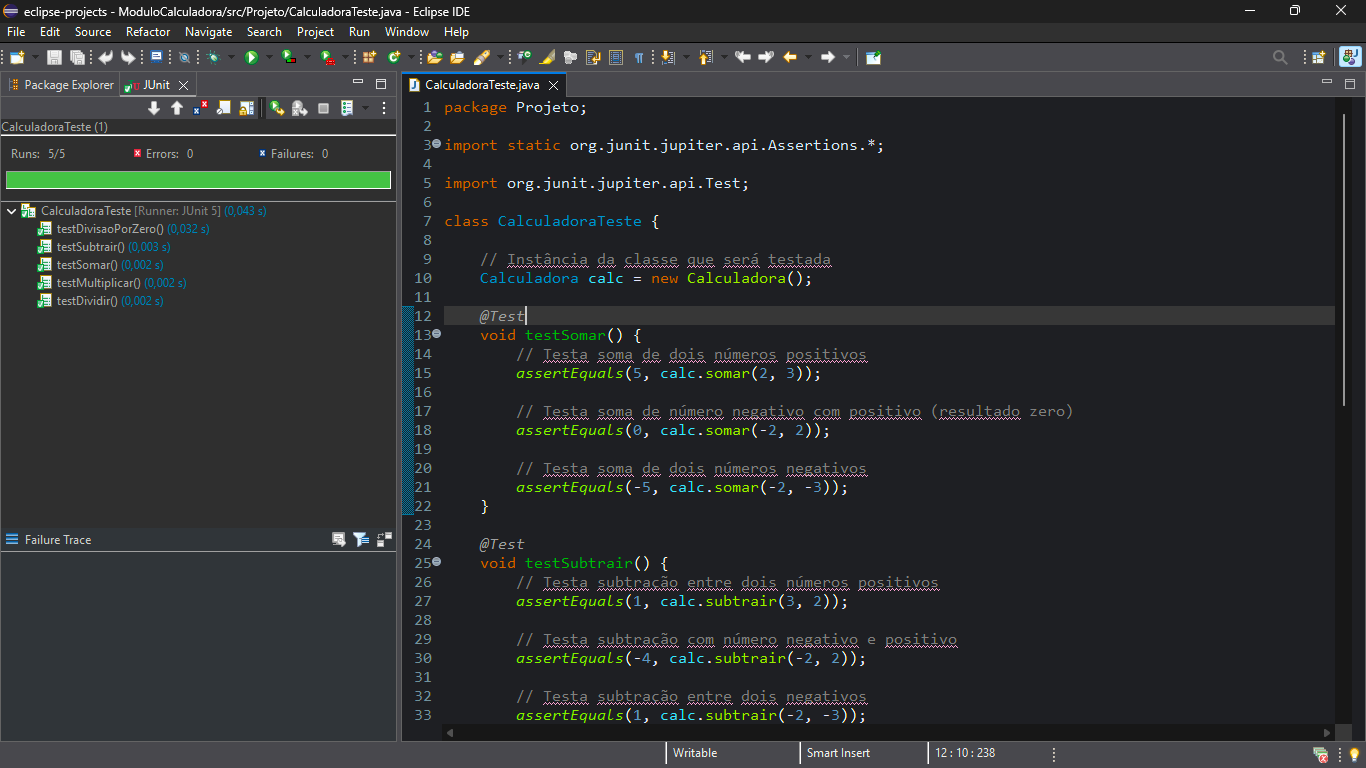 eclipse-projects - ModuloCalculadora/src/Projeto/CalculadoraTeste.java - Eclipse IDE
File Edit Source Refactor Navigate Search Project Run Window Help
Package Explorer JUnit
CalculadoraTeste (1)
Runs: 5/5 Errors: 0 Failures: 0
CalculadoraTeste [Runner: JUnit 5] (0,043 s)
testDivisaoPorZero() (0,032 s)
testSubtrair() (0,003 s)
testSomar() (0,002 s)
testMultiplicar() (0,002 s)
testDividir() (0,002 s)
Failure Trace
CalculadoraTeste.java
1 package Projeto;
2
3 import static org.junit.jupiter.api.Assertions.*;
4
5 import org.junit.jupiter.api.Test;
6
7 class CalculadoraTeste {
8
9 // Instância da classe que será testada
10 Calculadora calc = new Calculadora();
11
12 @Test
13 void testSomar() {
14 // Testa soma de dois números positivos
15 assertEquals(5, calc.somar(2, 3));
16
17 // Testa soma de número negativo com positivo (resultado zero)
18 assertEquals(0, calc.somar(-2, 2));
19
20 // Testa soma de dois números negativos
21 assertEquals(-5, calc.somar(-2, -3));
22 }
23
24 @Test
25 void testSubtrair() {
26 // Testa subtração entre dois números positivos
27 assertEquals(1, calc.subtrair(3, 2));
28
29 // Testa subtração com número negativo e positivo
30 assertEquals(-4, calc.subtrair(-2, 2));
31
32 // Testa subtração entre dois negativos
33 assertEquals(1, calc.subtrair(-2, -3));
Writable Smart Insert 12 : 10 : 238